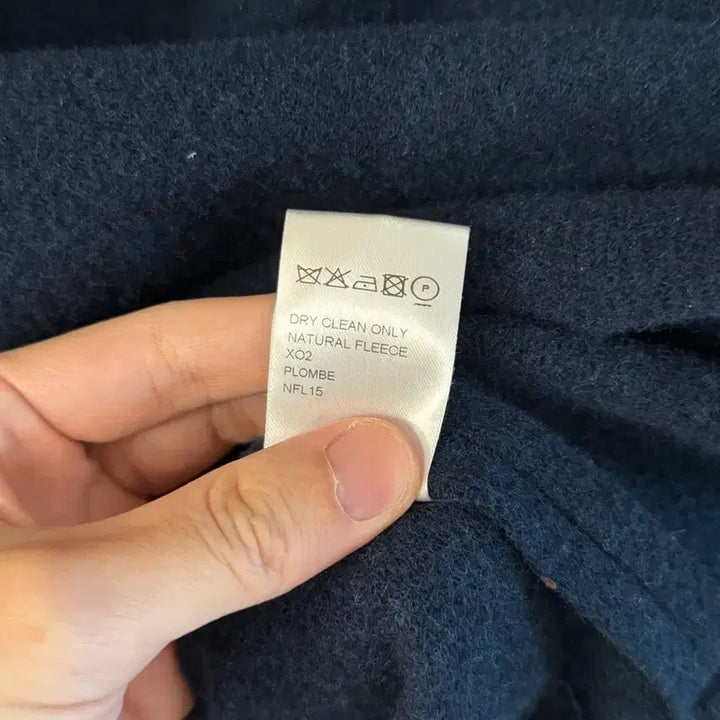 P
DRY CLEAN ONLY
NATURAL FLEECE
XO2
PLOMBE
NFL15